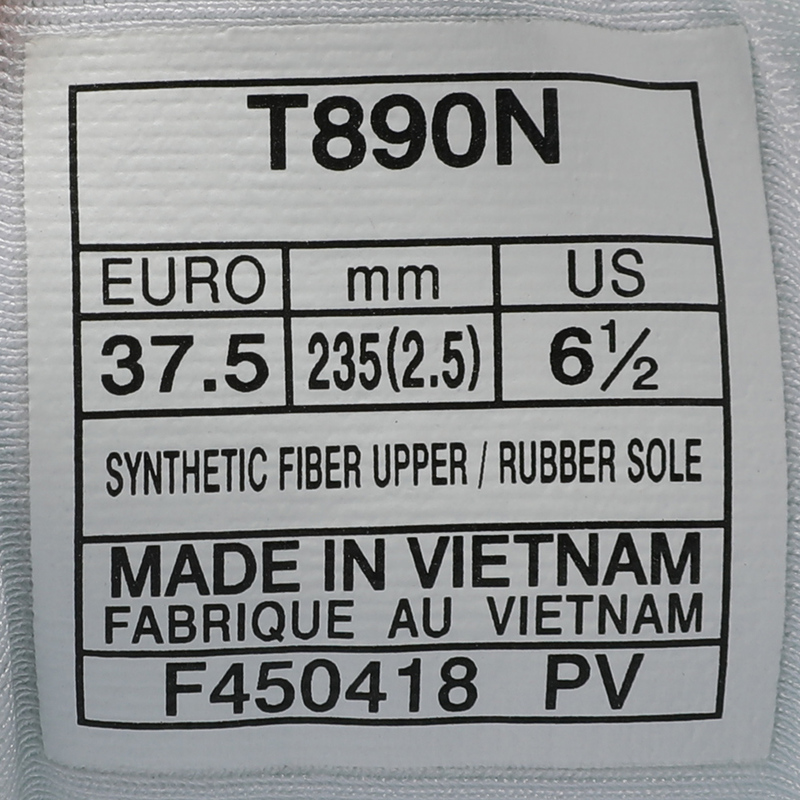 T890N
EURO mm US
37.5 235(2.5) 6½
SYNTHETIC FIBER UPPER / RUBBER SOLE
MADE IN VIETNAM
FABRIQUE AU VIETNAM
F450418 PV